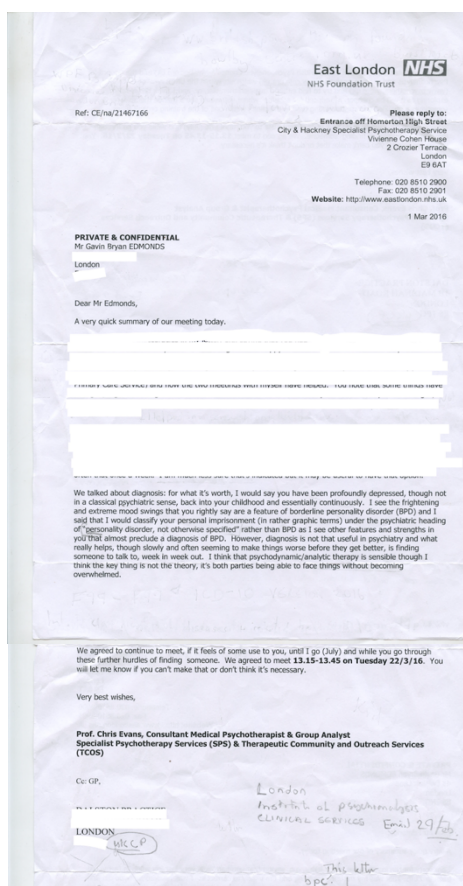 East London NHS
NHS Foundation Trust
Ref: CE/na/21467166
Please reply to:
Entrance off Homerton High Street
City & Hackney Specialist Psychotherapy Service
Vivienne Cohen House
2 Crozier Terrace
London
E9 6AT
Telephone: 020 8510 2900
Fax: 020 8510 2901
Website: http://www.eastlondon.nhs.uk
1 Mar 2016
PRIVATE & CONFIDENTIAL
Mr Gavin Bryan EDMONDS
London
Dear Mr Edmonds,
A very quick summary of our meeting today.
We talked about diagnosis: for what it's worth, I would say you have been profoundly depressed, though not
in a classical psychiatric sense, back into your childhood and essentially continuously. I see the frightening
and extreme mood swings that you rightly say are a feature of borderline personality disorder (BPD) and I
said that I would classify your personal imprisonment (in rather graphic terms) under the psychiatric heading
of "personality disorder, not otherwise specified" rather than BPD as I see other features and strengths in
you that almost preclude a diagnosis of BPD. However, diagnosis is not that useful in psychiatry and what
really helps, though slowly and often seeming to make things worse before they get better, is finding
someone to talk to, week in week out. I think that psychodynamic/analytic therapy is sensible though I
think the key thing is not the theory, it's both parties being able to face things without becoming
overwhelmed.
We agreed to continue to meet, if it feels of some use to you, until I go (July) and while you go through
these further hurdles of finding someone. We agreed to meet 13.15-13.45 on Tuesday 22/3/16. You
will let me know if you can't make that or don't think it's necessary.
Very best wishes,
Prof. Chris Evans, Consultant Medical Psychotherapist & Group Analyst
Specialist Psychotherapy Services (SPS) & Therapeutic Community and Outreach Services
(TCOS)
Cc: GP,
London
Institut of psychoanalysis
CLINICAL SERVICES Email 29/
LONDON
UKCP
This letter
bpc.